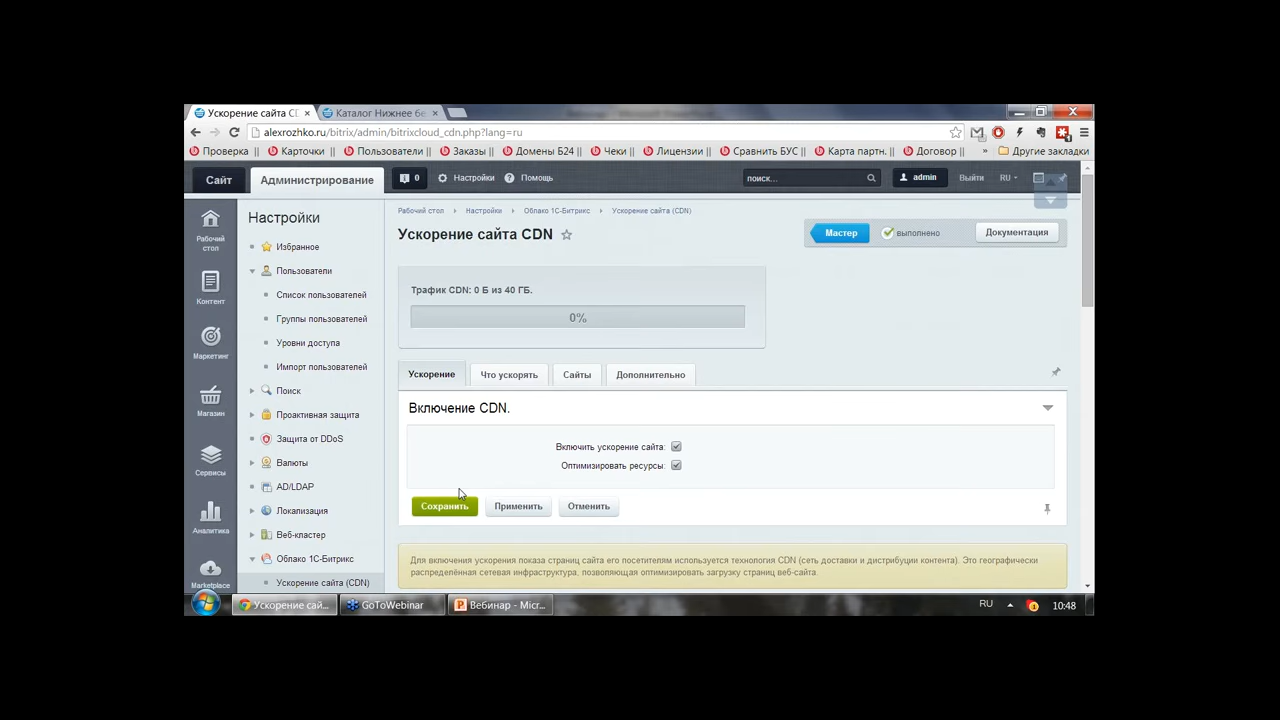 Ускорение сайта CD
Каталог Нижнее бе
alexrozhko.ru/bitrix/admin/bitrixcloud_cdn.php?lang=ru
Проверка || Карточки || Пользователи || Заказы || Домены Б24 || Чеки || Лицензии || Сравнить БУС || Карта партн. || Договор || » Другие закладки
Сайт Администрирование 0 Настройки Помощь поиск... admin Выйти RU
Рабочий стол
Контент
Маркетинг
Магазин
Сервисы
Аналитика
Marketplace
Настройки
Избранное
Пользователи
Список пользователей
Группы пользователей
Уровни доступа
Импорт пользователей
Поиск
Проактивная защита
Защита от DDoS
Валюты
AD/LDAP
Локализация
Веб-кластер
Облако 1С-Битрикс
Ускорение сайта (CDN)
Рабочий стол Настройки Облако 1С-Битрикс Ускорение сайта (CDN)
Ускорение сайта CDN
Мастер выполнено Документация
Трафик CDN: 0 Б из 40 ГБ.
0%
Ускорение Что ускорять Сайты Дополнительно
Включение CDN.
Включить ускорение сайта:
Оптимизировать ресурсы:
Сохранить Применить Отменить
Для включения ускорения показа страниц сайта его посетителям используется технология CDN (сеть доставки и дистрибуции контента). Это географически
распределённая сетевая инфраструктура, позволяющая оптимизировать загрузку страниц веб-сайта.
Ускорение сай... GoToWebinar Вебинар - Micr... RU 10:48